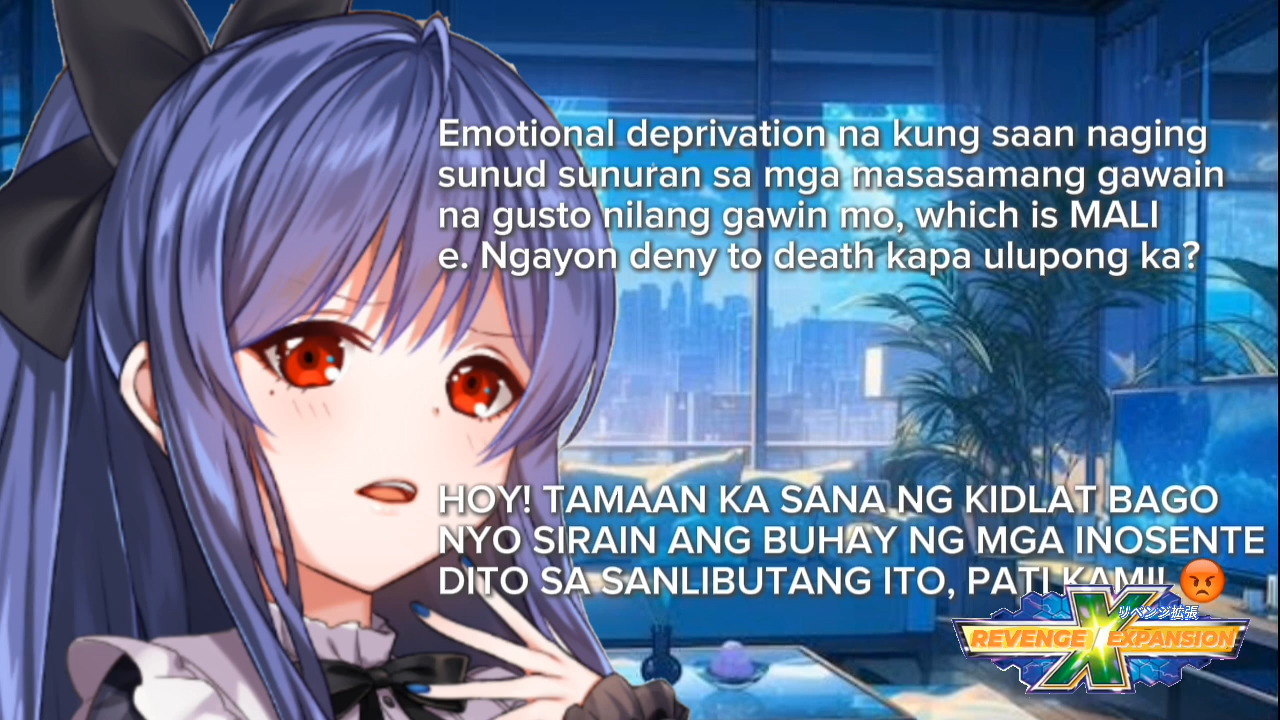 Emotional deprivation na kung saan naging
sunud sunuran sa mga masasamang gawain
na gusto nilang gawin mo, which is MALI
e. Ngayon deny to death kapa ulupong ka?
HOY! TAMAAN KA SANA NG KIDLAT BAGO
NYO SIRAIN ANG BUHAY NG MGA INOSENTE
DITO SA SANLIBUTANG ITO, PATI KAMI! 😡
リベンジ拡張
REVENGE X EXPANSION